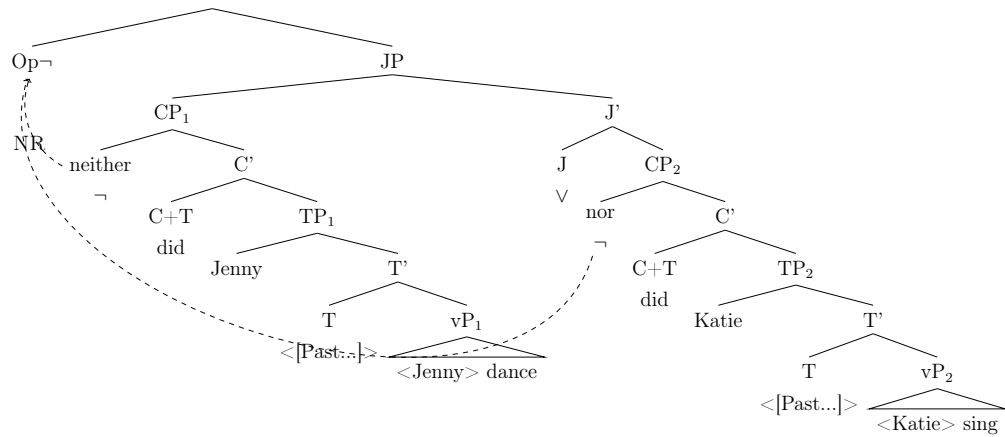 Op¬ JP
CP₁ J'
NR neither C' J CP₂
¬ ∨ nor C'
C+T TP₁ ¬
did C+T TP₂
Jenny T' did
T vP₁ Katie T'
<[Past...]> <Jenny> dance T vP₂
<[Past...]> <Katie> sing